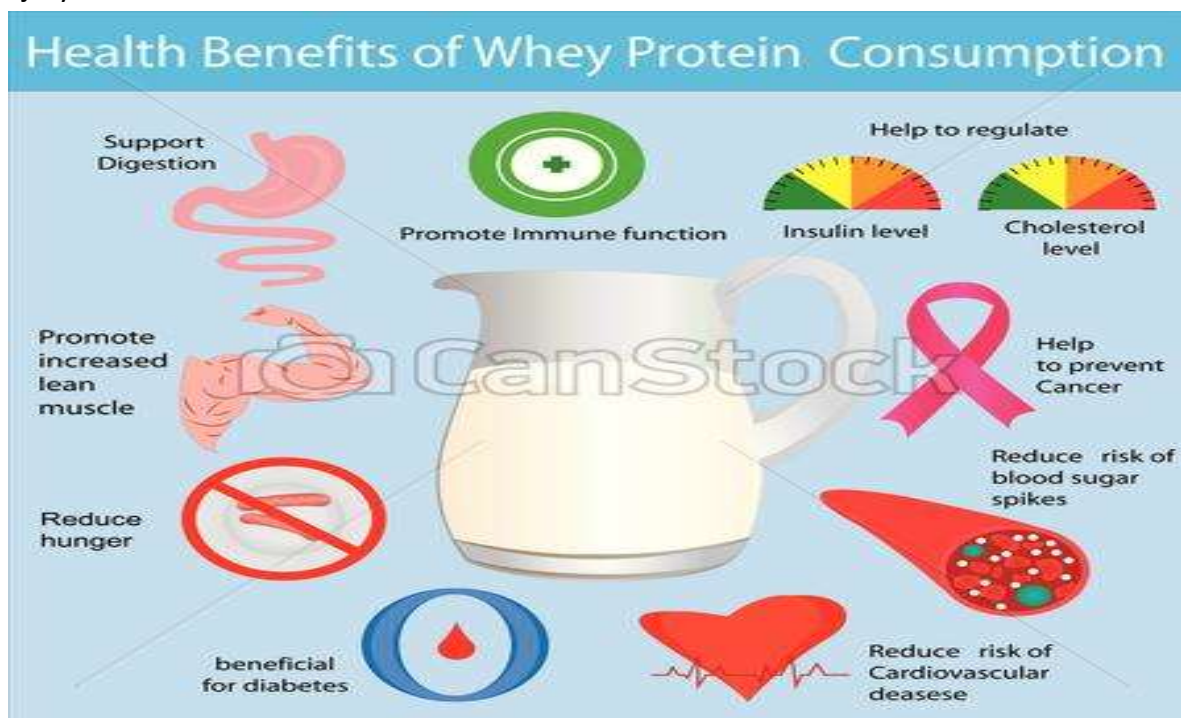 Health Benefits of Whey Protein Consumption
Support
Digestion
Promote Immune function
Help to regulate
Insulin level
Cholesterol
level
Promote
increased
lean
muscle
CanStock
Help
to prevent
Cancer
Reduce
hunger
Reduce risk of
blood sugar
spikes
beneficial
for diabetes
Reduce risk of
Cardiovascular
deasese